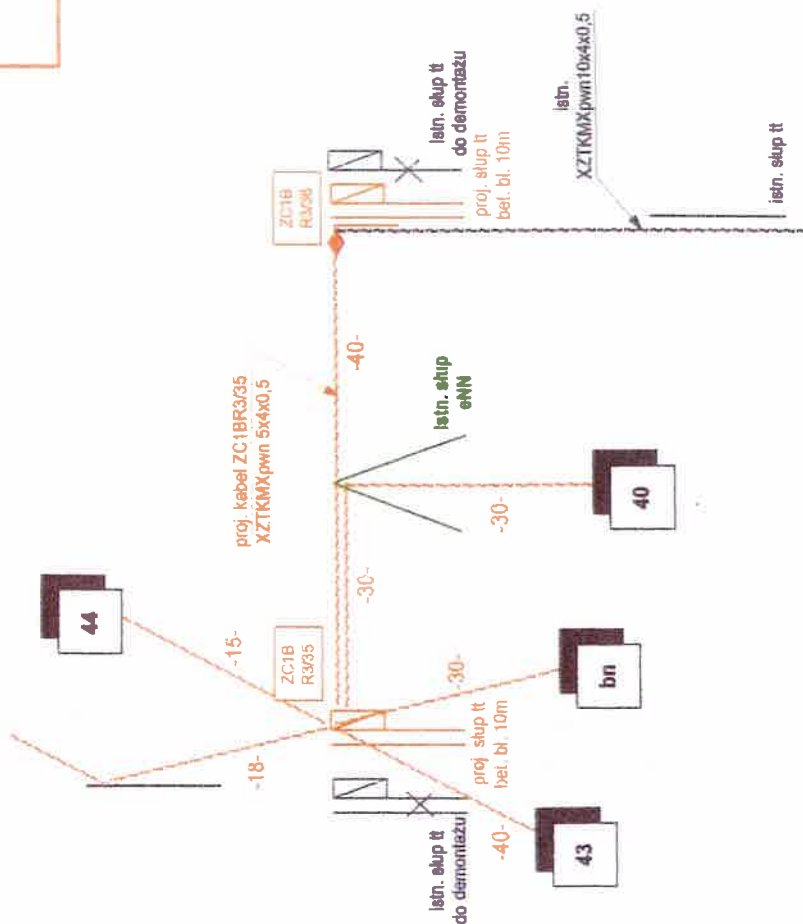 44
-15-
-18-
ZC1B
R3/35
-30-
proj. kabel ZC1BR3/35
XZTKMXpwn 5x4x0,5
-40-
ZC1B
R3/36
istn. słup tt
do demontażu
proj. słup tt
bet. bl. 10m
istn.
XZTKMXpwn10x4x0,5
istn. słup tt
istn. słup
eNN
-30-
40
-30-
bn
proj. słup tt
bet. bl. 10m
istn. słup tt
do demontażu
-40-
43